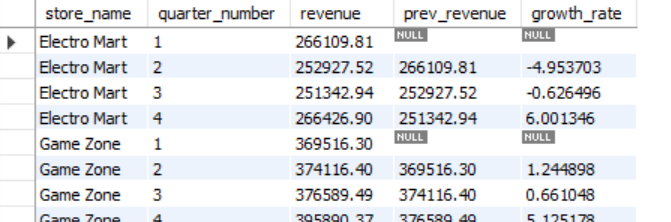 store_name quarter_number revenue prev_revenue growth_rate
Electro Mart 1 266109.81 NULL NULL
Electro Mart 2 252927.52 266109.81 -4.953703
Electro Mart 3 251342.94 252927.52 -0.626496
Electro Mart 4 266426.90 251342.94 6.001346
Game Zone 1 369516.30 NULL NULL
Game Zone 2 374116.40 369516.30 1.244898
Game Zone 3 376589.49 374116.40 0.661048
Game Zone 4 395890.37 376589.49 5.125178